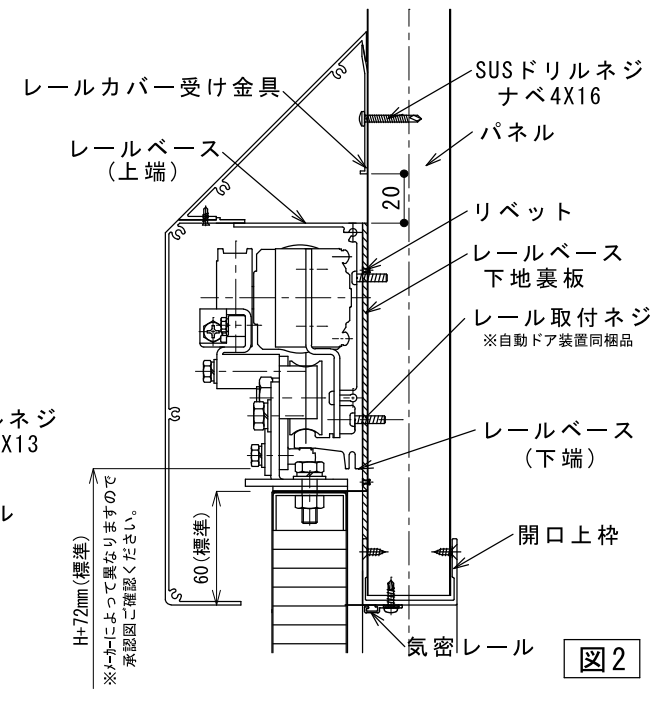 SUSドリルネジ
ナベ4X16
レールカバー受け金具
パネル
レールベース
(上端)
20
リベット
レールベース
下地裏板
レール取付ネジ
※自動ドア装置同梱品
ルネジ
X13
レールベース
(下端)
ル
開口上枠
60(標準)
H+72mm(標準)
※メーカーによって異なりますので
承認図ご確認ください。
気密レール
図2